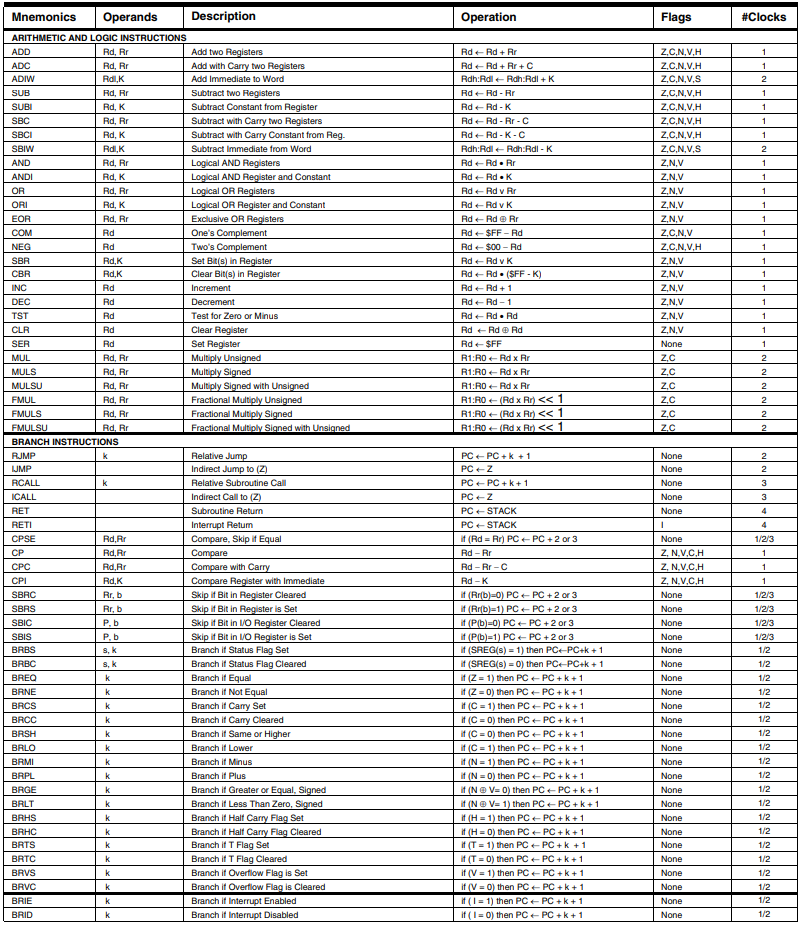 Mnemonics Operands Description Operation Flags #Clocks
ARITHMETIC AND LOGIC INSTRUCTIONS
ADD Rd, Rr Add two Registers Rd ← Rd + Rr Z,C,N,V,H 1
ADC Rd, Rr Add with Carry two Registers Rd ← Rd + Rr + C Z,C,N,V,H 1
ADIW Rdl,K Add Immediate to Word Rdh:Rdl ← Rdh:Rdl + K Z,C,N,V,S 2
SUB Rd, Rr Subtract two Registers Rd ← Rd - Rr Z,C,N,V,H 1
SUBI Rd, K Subtract Constant from Register Rd ← Rd - K Z,C,N,V,H 1
SBC Rd, Rr Subtract with Carry two Registers Rd ← Rd - Rr - C Z,C,N,V,H 1
SBCI Rd, K Subtract with Carry Constant from Reg. Rd ← Rd - K - C Z,C,N,V,H 1
SBIW Rdl,K Subtract Immediate from Word Rdh:Rdl ← Rdh:Rdl - K Z,C,N,V,S 2
AND Rd, Rr Logical AND Registers Rd ← Rd • Rr Z,N,V 1
ANDI Rd, K Logical AND Register and Constant Rd ← Rd • K Z,N,V 1
OR Rd, Rr Logical OR Registers Rd ← Rd v Rr Z,N,V 1
ORI Rd, K Logical OR Register and Constant Rd ← Rd v K Z,N,V 1
EOR Rd, Rr Exclusive OR Registers Rd ← Rd ⊕ Rr Z,N,V 1
COM Rd One's Complement Rd ← $FF − Rd Z,C,N,V 1
NEG Rd Two's Complement Rd ← $00 − Rd Z,C,N,V,H 1
SBR Rd,K Set Bit(s) in Register Rd ← Rd v K Z,N,V 1
CBR Rd,K Clear Bit(s) in Register Rd ← Rd • ($FF - K) Z,N,V 1
INC Rd Increment Rd ← Rd + 1 Z,N,V 1
DEC Rd Decrement Rd ← Rd − 1 Z,N,V 1
TST Rd Test for Zero or Minus Rd ← Rd • Rd Z,N,V 1
CLR Rd Clear Register Rd ← Rd ⊕ Rd Z,N,V 1
SER Rd Set Register Rd ← $FF None 1
MUL Rd, Rr Multiply Unsigned R1:R0 ← Rd x Rr Z,C 2
MULS Rd, Rr Multiply Signed R1:R0 ← Rd x Rr Z,C 2
MULSU Rd, Rr Multiply Signed with Unsigned R1:R0 ← Rd x Rr Z,C 2
FMUL Rd, Rr Fractional Multiply Unsigned R1:R0 ← (Rd x Rr) << 1 Z,C 2
FMULS Rd, Rr Fractional Multiply Signed R1:R0 ← (Rd x Rr) << 1 Z,C 2
FMULSU Rd, Rr Fractional Multiply Signed with Unsigned R1:R0 ← (Rd x Rr) << 1 Z,C 2
BRANCH INSTRUCTIONS
RJMP k Relative Jump PC ← PC + k + 1 None 2
IJMP Indirect Jump to (Z) PC ← Z None 2
RCALL k Relative Subroutine Call PC ← PC + k + 1 None 3
ICALL Indirect Call to (Z) PC ← Z None 3
RET Subroutine Return PC ← STACK None 4
RETI Interrupt Return PC ← STACK I 4
CPSE Rd,Rr Compare, Skip if Equal if (Rd = Rr) PC ← PC + 2 or 3 None 1/2/3
CP Rd,Rr Compare Rd − Rr Z, N,V,C,H 1
CPC Rd,Rr Compare with Carry Rd − Rr − C Z, N,V,C,H 1
CPI Rd,K Compare Register with Immediate Rd − K Z, N,V,C,H 1
SBRC Rr, b Skip if Bit in Register Cleared if (Rr(b)=0) PC ← PC + 2 or 3 None 1/2/3
SBRS Rr, b Skip if Bit in Register is Set if (Rr(b)=1) PC ← PC + 2 or 3 None 1/2/3
SBIC P, b Skip if Bit in I/O Register Cleared if (P(b)=0) PC ← PC + 2 or 3 None 1/2/3
SBIS P, b Skip if Bit in I/O Register is Set if (P(b)=1) PC ← PC + 2 or 3 None 1/2/3
BRBS s, k Branch if Status Flag Set if (SREG(s) = 1) then PC←PC+k + 1 None 1/2
BRBC s, k Branch if Status Flag Cleared if (SREG(s) = 0) then PC←PC+k + 1 None 1/2
BREQ k Branch if Equal if (Z = 1) then PC ← PC + k + 1 None 1/2
BRNE k Branch if Not Equal if (Z = 0) then PC ← PC + k + 1 None 1/2
BRCS k Branch if Carry Set if (C = 1) then PC ← PC + k + 1 None 1/2
BRCC k Branch if Carry Cleared if (C = 0) then PC ← PC + k + 1 None 1/2
BRSH k Branch if Same or Higher if (C = 0) then PC ← PC + k + 1 None 1/2
BRLO k Branch if Lower if (C = 1) then PC ← PC + k + 1 None 1/2
BRMI k Branch if Minus if (N = 1) then PC ← PC + k + 1 None 1/2
BRPL k Branch if Plus if (N = 0) then PC ← PC + k + 1 None 1/2
BRGE k Branch if Greater or Equal, Signed if (N ⊕ V= 0) then PC ← PC + k + 1 None 1/2
BRLT k Branch if Less Than Zero, Signed if (N ⊕ V= 1) then PC ← PC + k + 1 None 1/2
BRHS k Branch if Half Carry Flag Set if (H = 1) then PC ← PC + k + 1 None 1/2
BRHC k Branch if Half Carry Flag Cleared if (H = 0) then PC ← PC + k + 1 None 1/2
BRTS k Branch if T Flag Set if (T = 1) then PC ← PC + k + 1 None 1/2
BRTC k Branch if T Flag Cleared if (T = 0) then PC ← PC + k + 1 None 1/2
BRVS k Branch if Overflow Flag is Set if (V = 1) then PC ← PC + k + 1 None 1/2
BRVC k Branch if Overflow Flag is Cleared if (V = 0) then PC ← PC + k + 1 None 1/2
BRIE k Branch if Interrupt Enabled if ( I = 1) then PC ← PC + k + 1 None 1/2
BRID k Branch if Interrupt Disabled if ( I = 0) then PC ← PC + k + 1 None 1/2